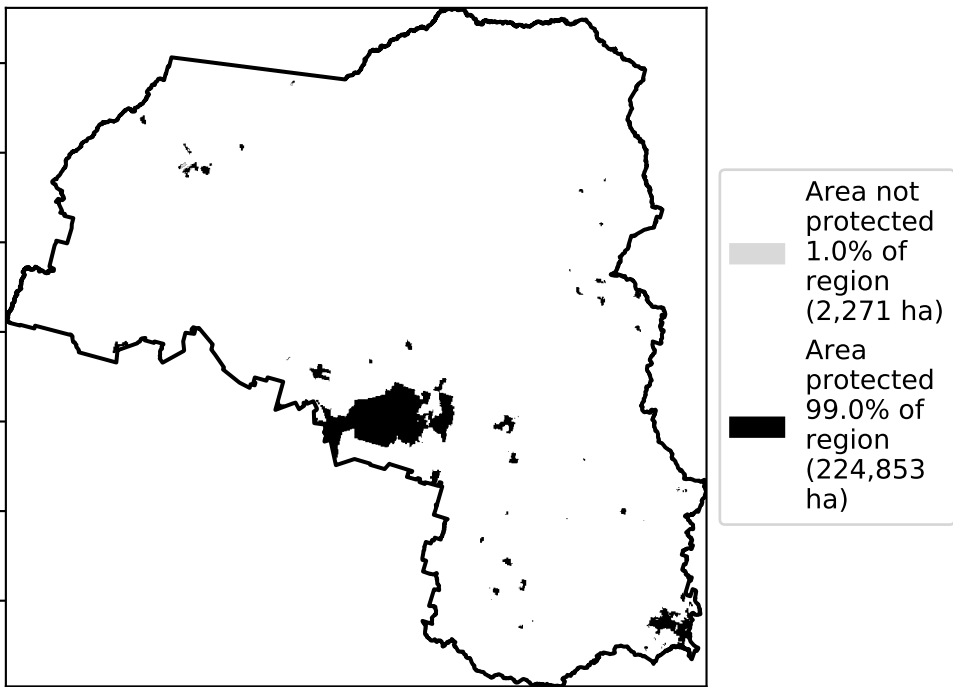 Area not
protected
1.0% of
region
(2,271 ha)
Area
protected
99.0% of
region
(224,853
ha)